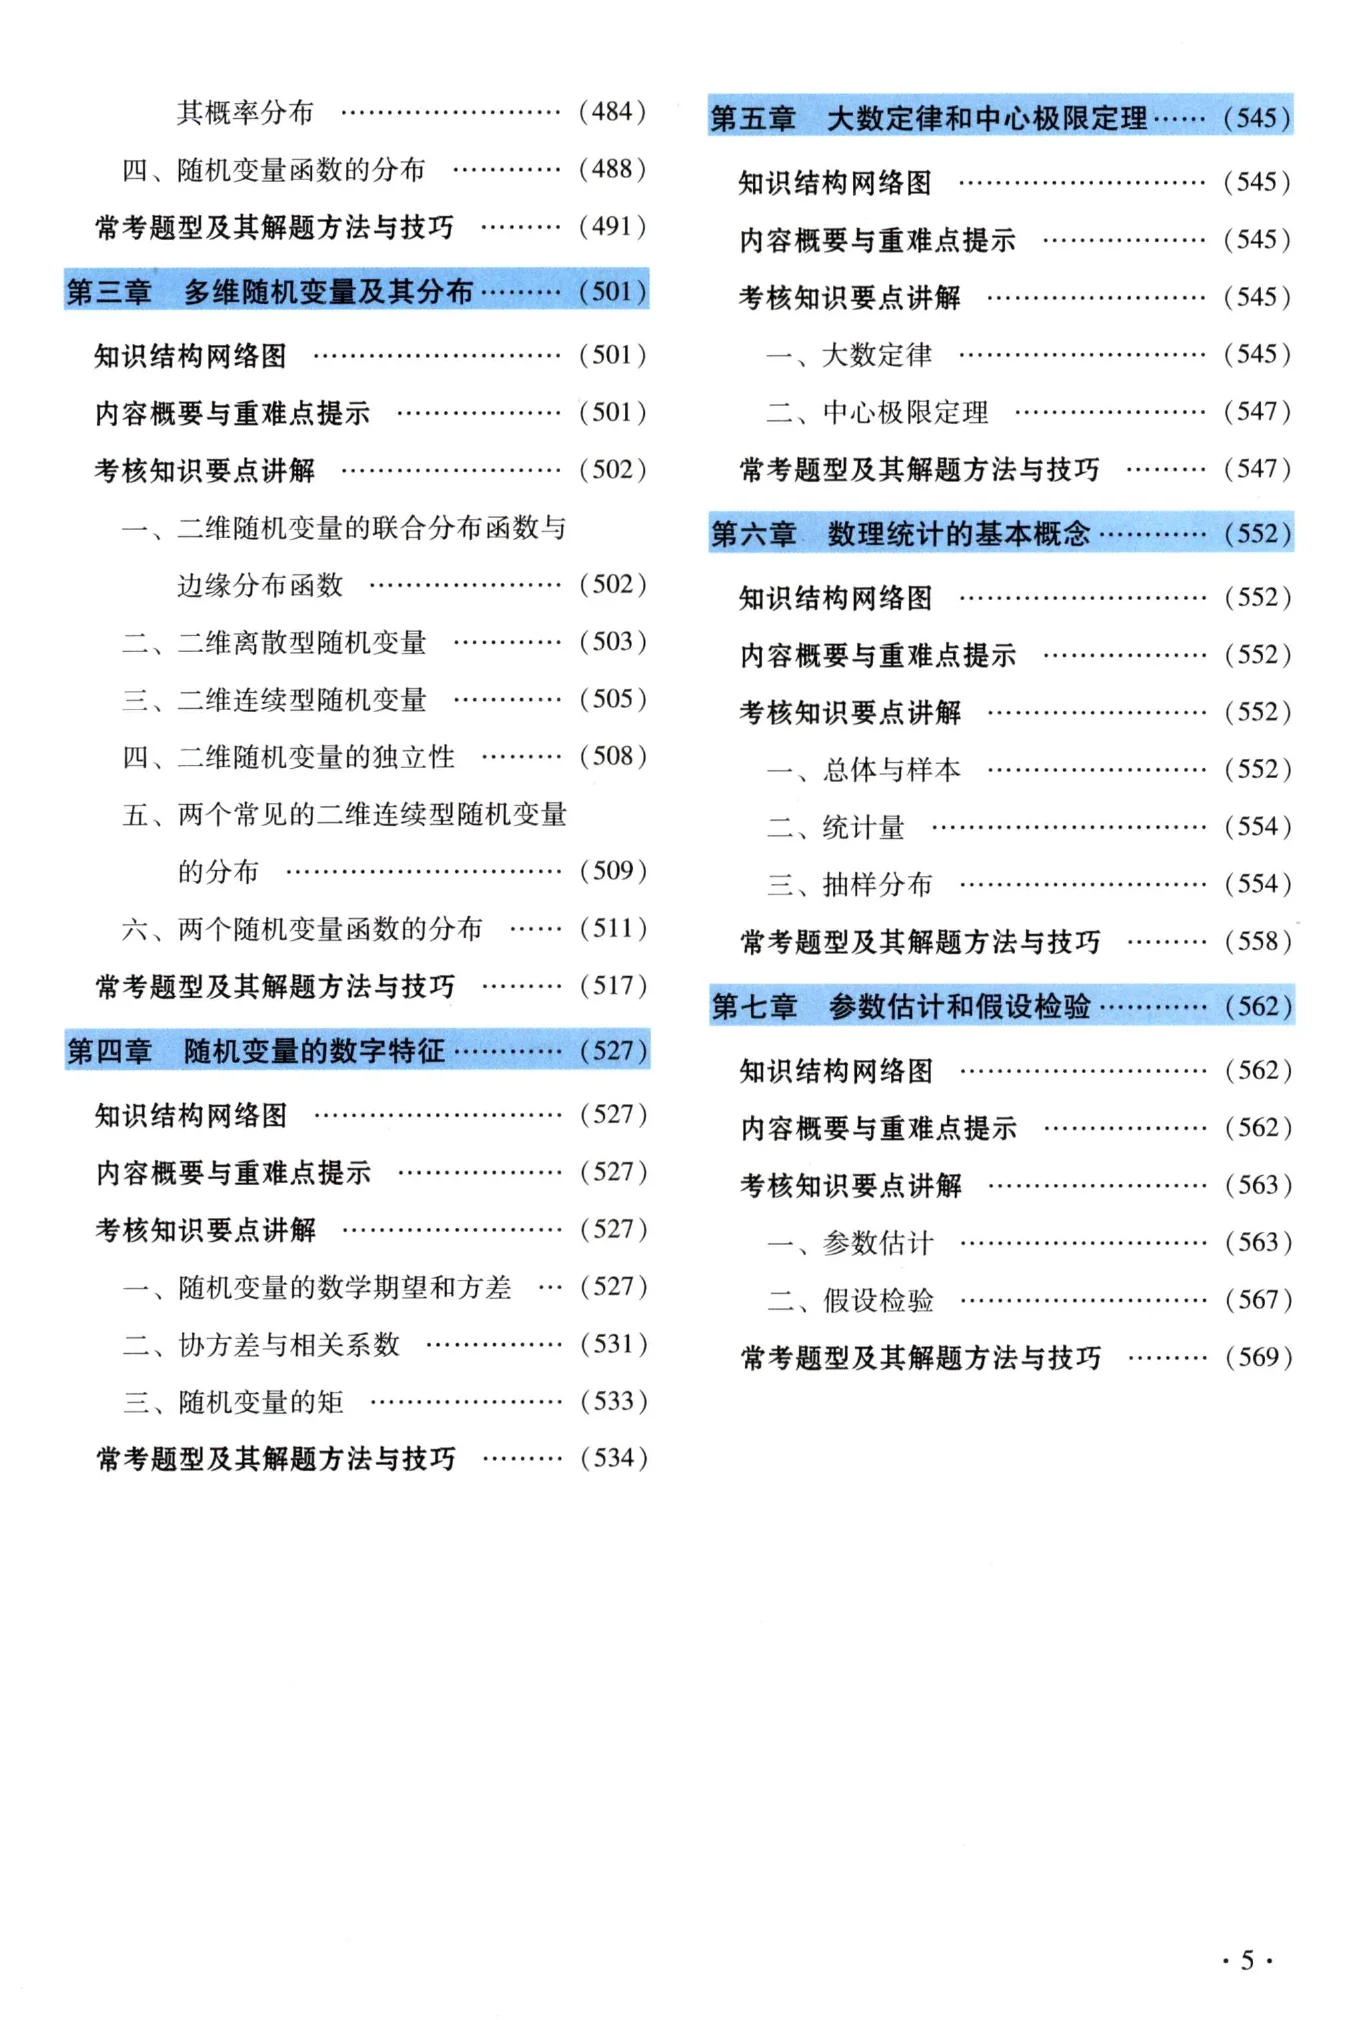 其概率分布 …………………… (484)
四、随机变量函数的分布 ………… (488)
常考题型及其解题方法与技巧 ……… (491)
第三章 多维随机变量及其分布……… (501)
知识结构网络图 ……………………… (501)
内容概要与重难点提示 ……………… (501)
考核知识要点讲解 …………………… (502)
一、二维随机变量的联合分布函数与
边缘分布函数 ………………… (502)
二、二维离散型随机变量 ………… (503)
三、二维连续型随机变量 ………… (505)
四、二维随机变量的独立性 ……… (508)
五、两个常见的二维连续型随机变量
的分布 ………………………… (509)
六、两个随机变量函数的分布 …… (511)
常考题型及其解题方法与技巧 ……… (517)
第四章 随机变量的数字特征………… (527)
知识结构网络图 ……………………… (527)
内容概要与重难点提示 ……………… (527)
考核知识要点讲解 …………………… (527)
一、随机变量的数学期望和方差 … (527)
二、协方差与相关系数 …………… (531)
三、随机变量的矩 ………………… (533)
常考题型及其解题方法与技巧 ……… (534)
第五章 大数定律和中心极限定理…… (545)
知识结构网络图 ……………………… (545)
内容概要与重难点提示 ……………… (545)
考核知识要点讲解 …………………… (545)
一、大数定律 ……………………… (545)
二、中心极限定理 ………………… (547)
常考题型及其解题方法与技巧 ……… (547)
第六章 数理统计的基本概念………… (552)
知识结构网络图 ……………………… (552)
内容概要与重难点提示 ……………… (552)
考核知识要点讲解 …………………… (552)
一、总体与样本 …………………… (552)
二、统计量 ………………………… (554)
三、抽样分布 ……………………… (554)
常考题型及其解题方法与技巧 ……… (558)
第七章 参数估计和假设检验………… (562)
知识结构网络图 ……………………… (562)
内容概要与重难点提示 ……………… (562)
考核知识要点讲解 …………………… (563)
一、参数估计 ……………………… (563)
二、假设检验 ……………………… (567)
常考题型及其解题方法与技巧 ……… (569)
· 5 ·